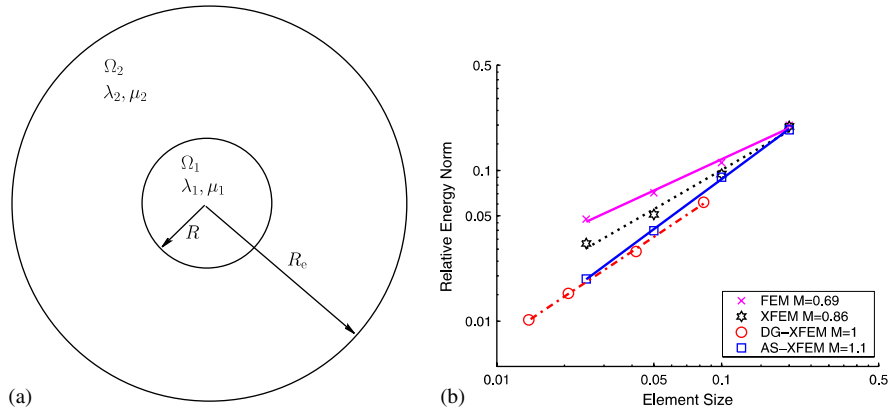 Ω₂
λ₂, μ₂
Ω₁
λ₁, μ₁
R
Rₑ
(a)
0.5
0.1
0.05
0.01
Relative Energy Norm
FEM M=0.69
XFEM M=0.86
DG-XFEM M=1
AS-XFEM M=1.1
0.01
0.05
0.1
0.5
Element Size
(b)